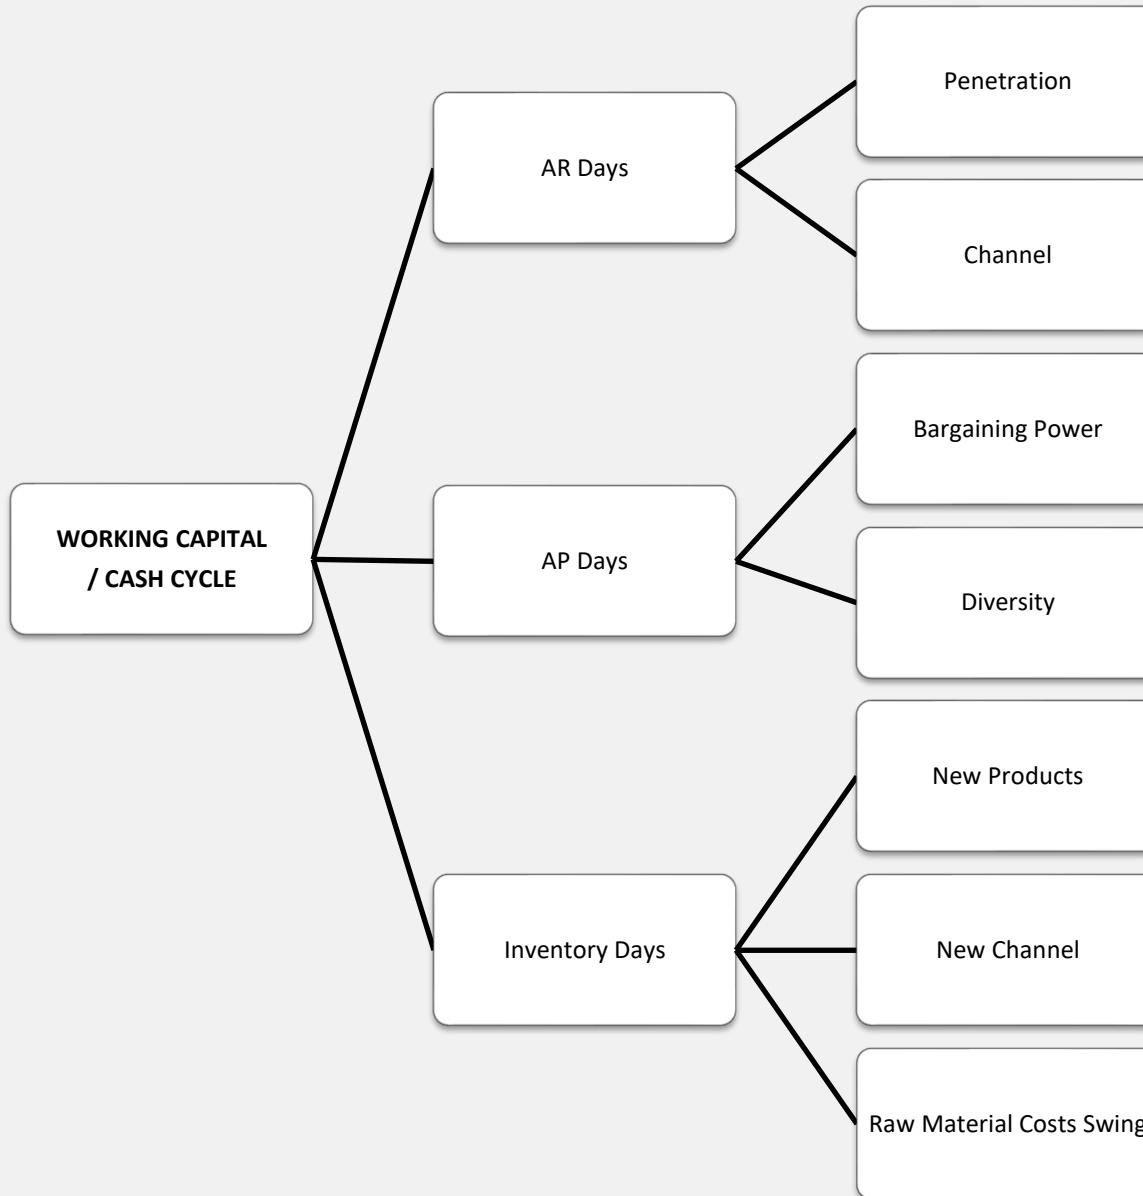 Penetration
AR Days
Channel
Bargaining Power
WORKING CAPITAL
/ CASH CYCLE
AP Days
Diversity
New Products
Inventory Days
New Channel
Raw Material Costs Swing